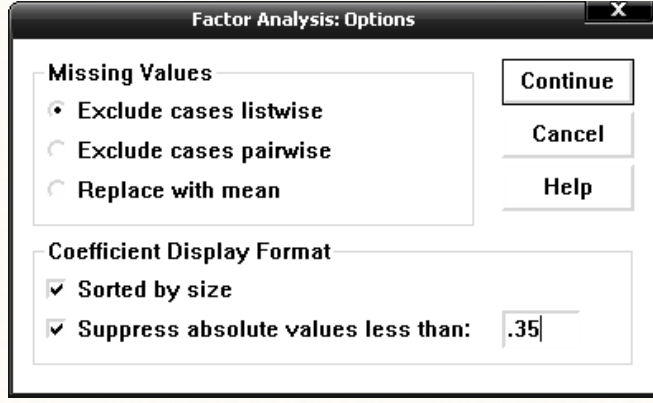 Factor Analysis: Options
X
Missing Values
Exclude cases listwise
Exclude cases pairwise
Replace with mean
Continue
Cancel
Help
Coefficient Display Format
Sorted by size
Suppress absolute values less than: .35